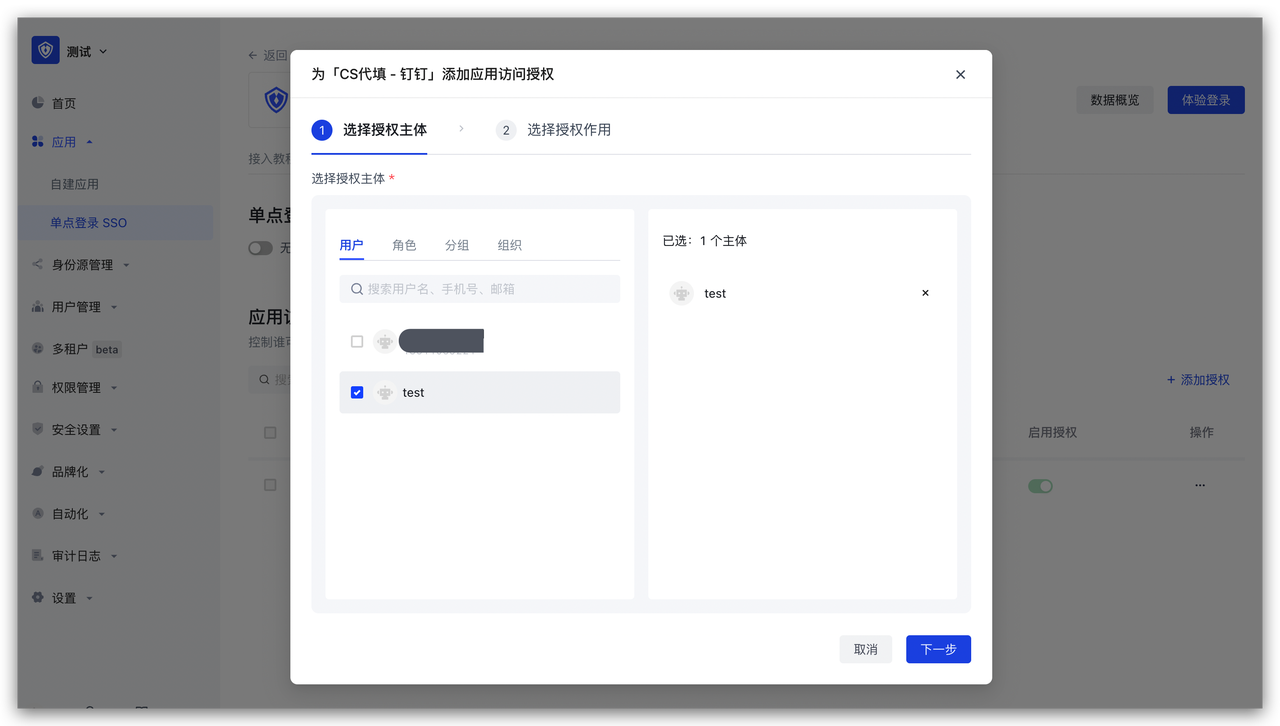 测试
首页
应用
自建应用
单点登录 SSO
身份源管理
用户管理
多租户 beta
权限管理
安全设置
品牌化
自动化
审计日志
设置
返回
数据概览
体验登录
接入教
单点
无
应用
控制谁
搜
添加授权
启用授权
操作
为「CS代填 - 钉钉」添加应用访问授权
1 选择授权主体
2 选择授权作用
选择授权主体 *
用户 角色 分组 组织
搜索用户名、手机号、邮箱
test
已选：1 个主体
test
取消
下一步